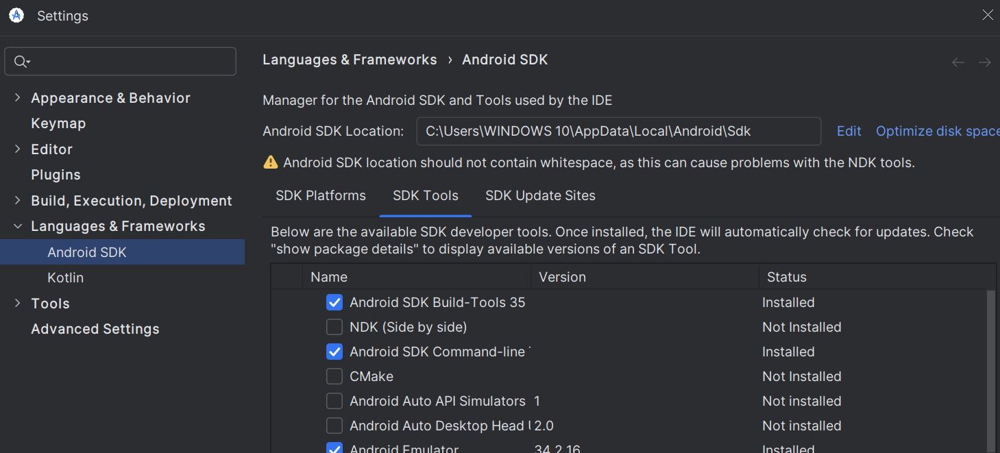 Settings
Languages & Frameworks › Android SDK
Appearance & Behavior
Keymap
Editor
Plugins
Build, Execution, Deployment
Languages & Frameworks
Android SDK
Kotlin
Tools
Advanced Settings
Manager for the Android SDK and Tools used by the IDE
Android SDK Location: C:\Users\WINDOWS 10\AppData\Local\Android\Sdk Edit Optimize disk space
Android SDK location should not contain whitespace, as this can cause problems with the NDK tools.
SDK Platforms SDK Tools SDK Update Sites
Below are the available SDK developer tools. Once installed, the IDE will automatically check for updates. Check
"show package details" to display available versions of an SDK Tool.
Name Version Status
Android SDK Build-Tools 35 Installed
NDK (Side by side) Not Installed
Android SDK Command-line Installed
CMake Not Installed
Android Auto API Simulators 1 Not installed
Android Auto Desktop Head 2.0 Not installed
Android Emulator 34.2.16 Installed